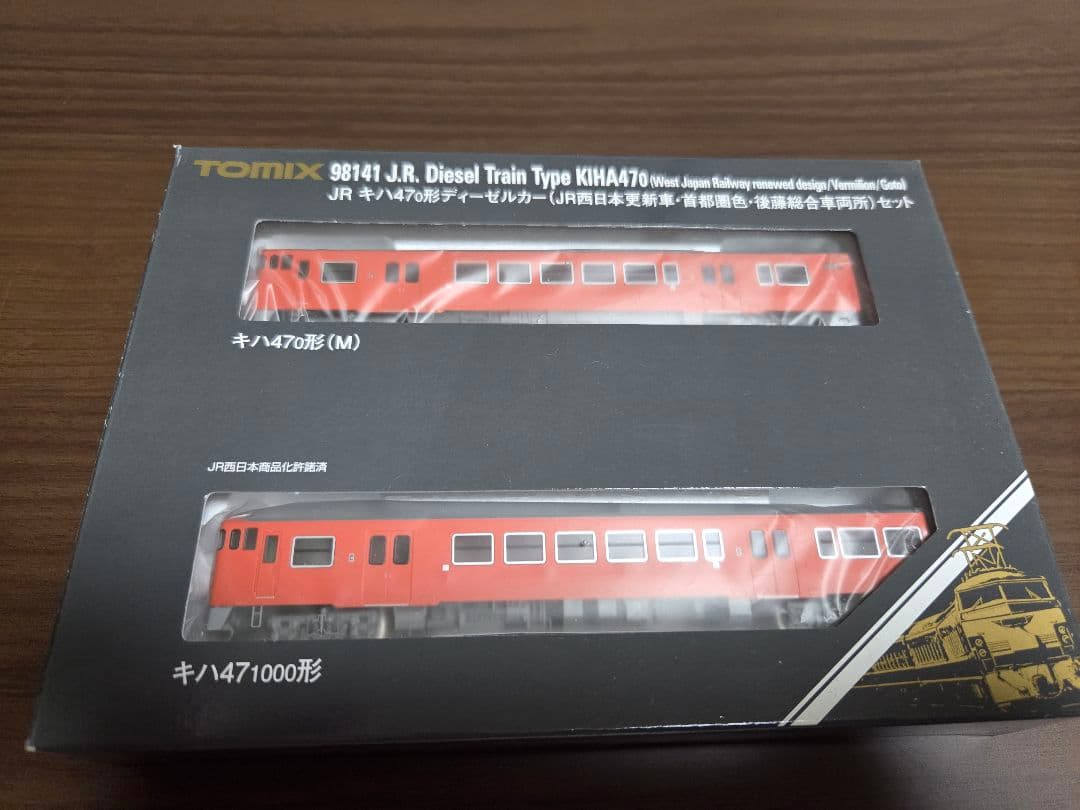 TOMIX 98141 J.R. Diesel Train Type KIHA470 (West Japan Railway renewed design/Vermilion/Goto)
JR キハ470形ディーゼルカー(JR西日本更新車・首都圏色・後藤総合車両所)セット
キハ470形(M)
JR西日本商品化許諾済
キハ471000形